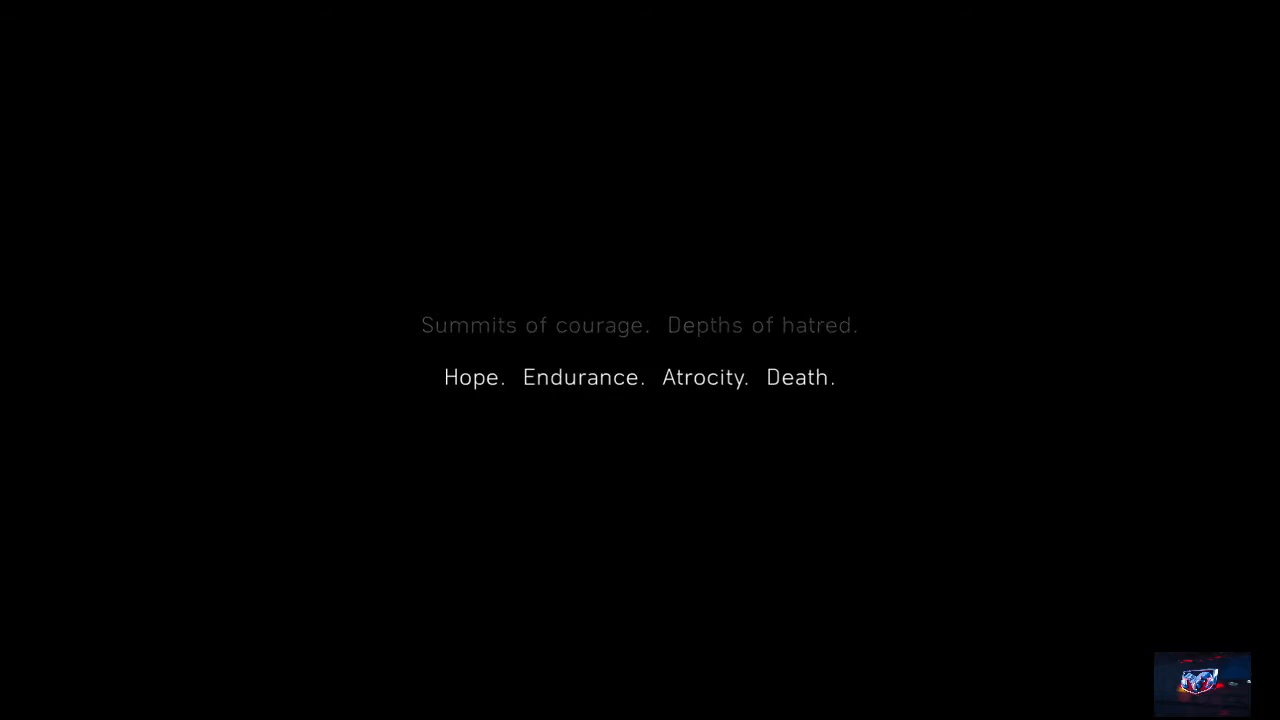 Summits of courage. Depths of hatred.
Hope. Endurance. Atrocity. Death.